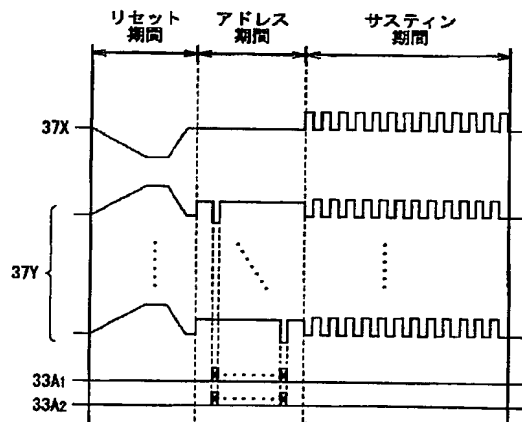 リセット
期間
アドレス
期間
サスティン
期間
37X
37Y
33A1
33A2